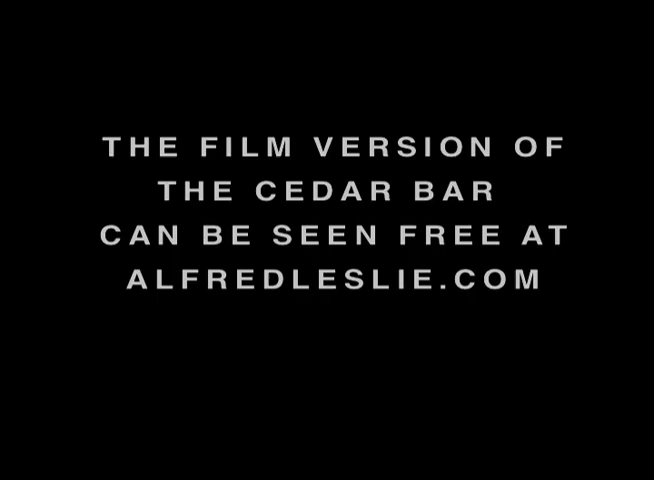 THE FILM VERSION OF
THE CEDAR BAR
CAN BE SEEN FREE AT
ALFREDLESLIE.COM